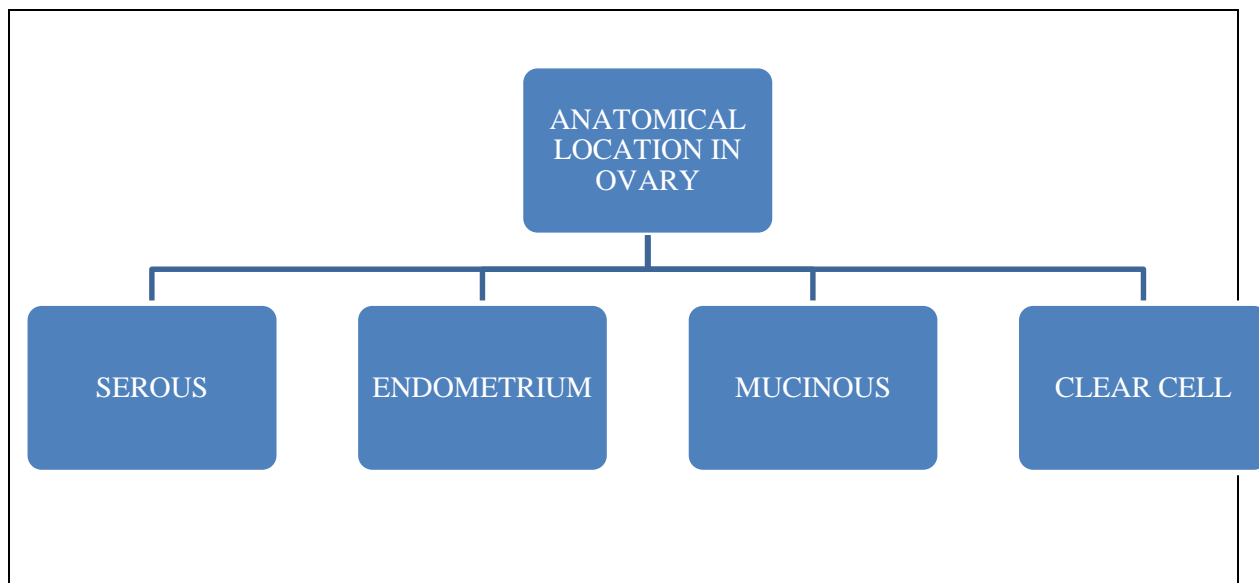 ANATOMICAL
LOCATION IN
OVARY
SEROUS
ENDOMETRIUM
MUCINOUS
CLEAR CELL